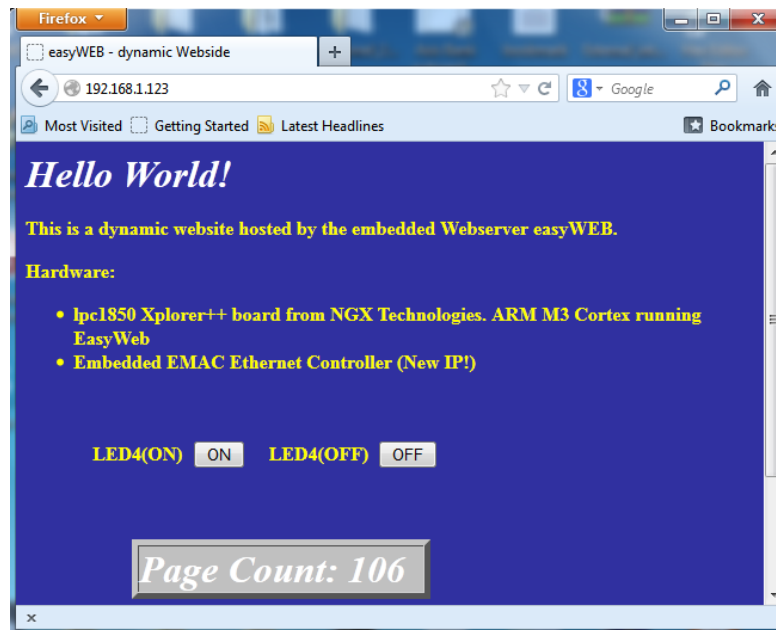 Firefox
easyWEB - dynamic Webside
192.168.1.123
Google
Most Visited Getting Started Latest Headlines
Bookmarks
Hello World!
This is a dynamic website hosted by the embedded Webserver easyWEB.
Hardware:
• lpc1850 Xplorer++ board from NGX Technologies. ARM M3 Cortex running
EasyWeb
• Embedded EMAC Ethernet Controller (New IP!)
LED4(ON) ON LED4(OFF) OFF
Page Count: 106